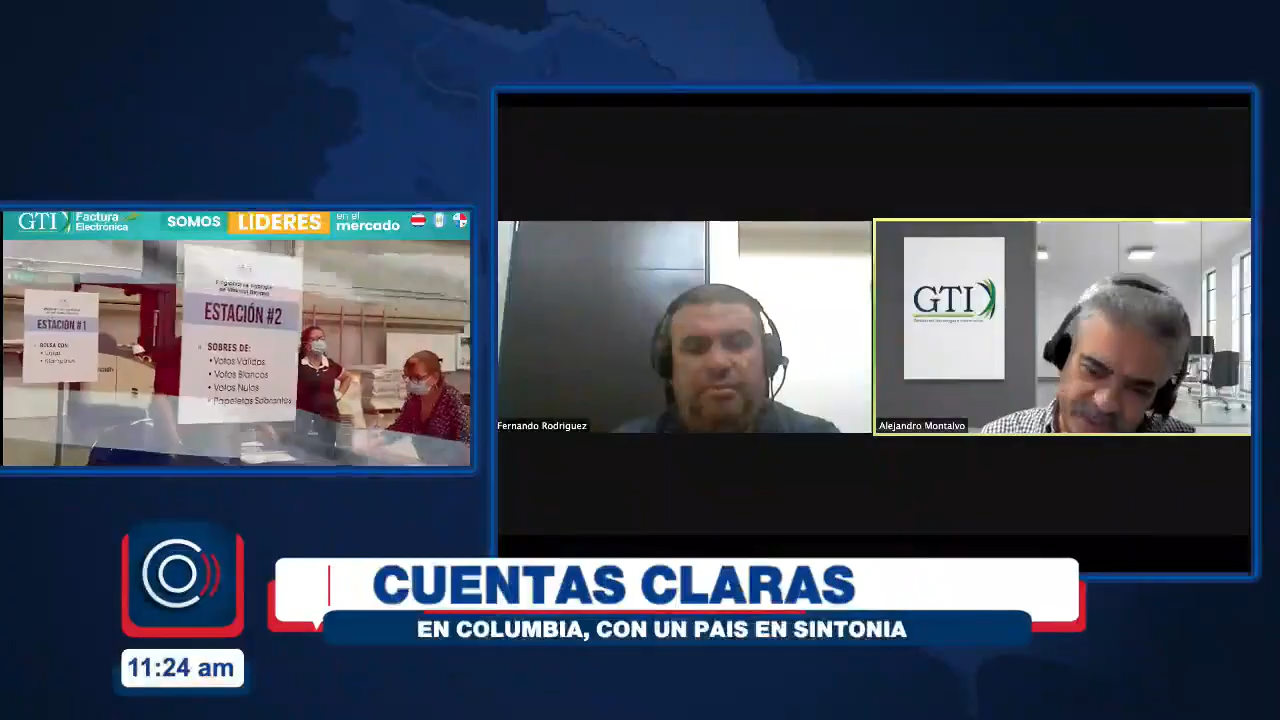 GTI Factura Electrónica
SOMOS LIDERES en el mercado
ESTACIÓN #1
BOLSA CON:
ESTACIÓN #2
SOBRES DE:
• Votos Válidos
• Votos Blancos
• Votos Nulos
• Papeletas Sobrantes
Fernando Rodriguez
GTI
Alejandro Montalvo
CUENTAS CLARAS
EN COLUMBIA, CON UN PAIS EN SINTONIA
11:24 am